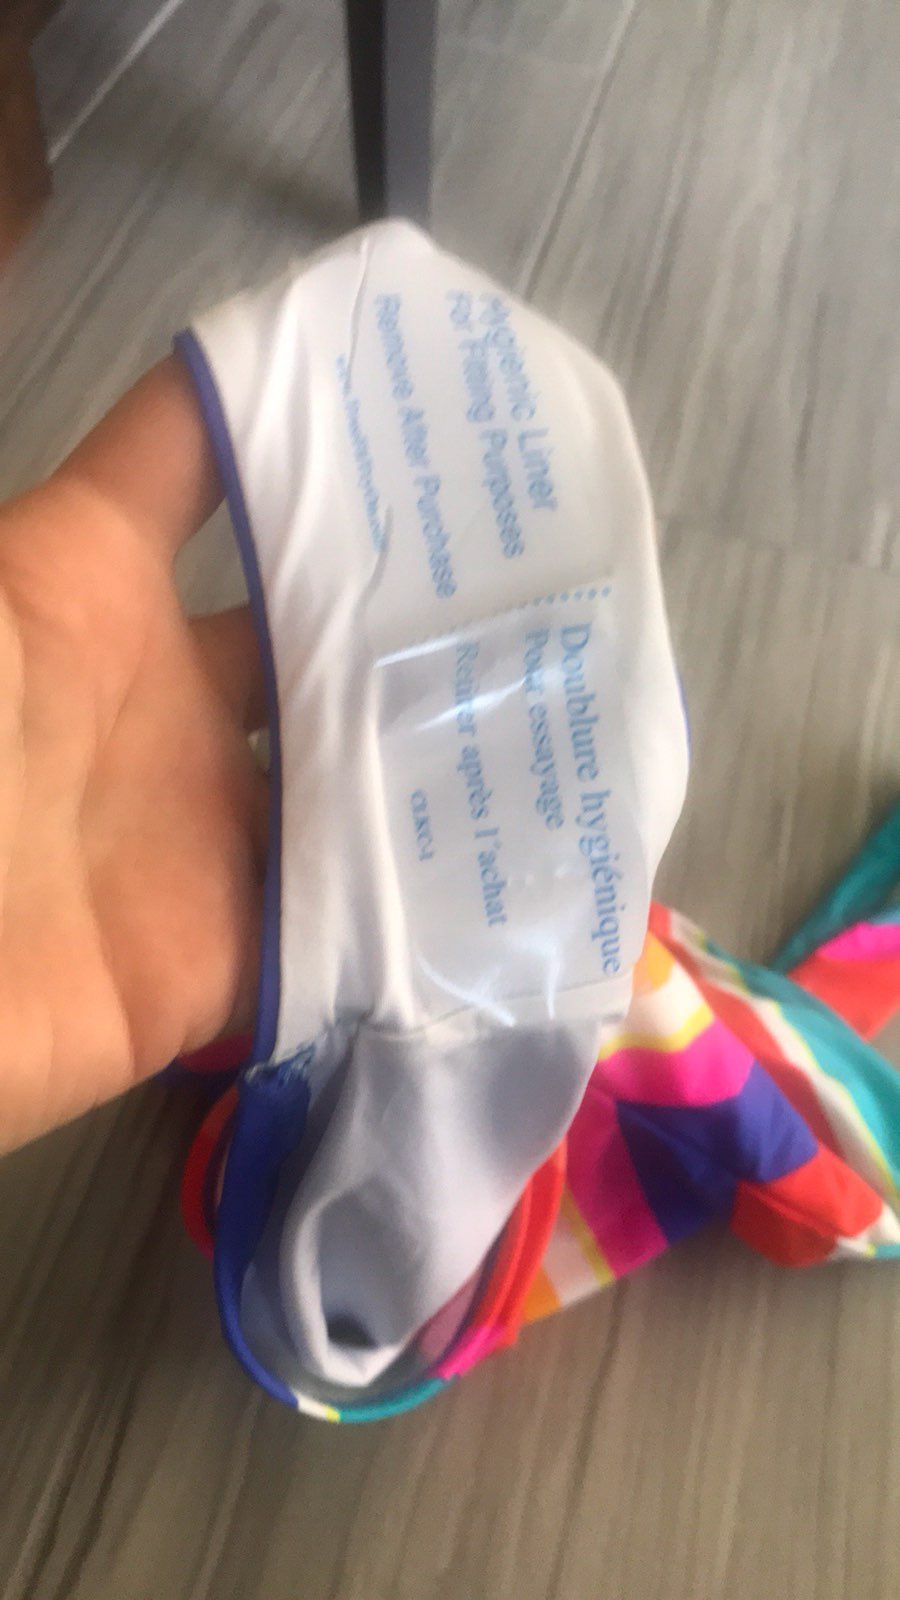 Hygienic Liner
For Fitting Purposes
Remove After Purchase
Doublure hygiénique
Pour essayage
Retirer après l'achat